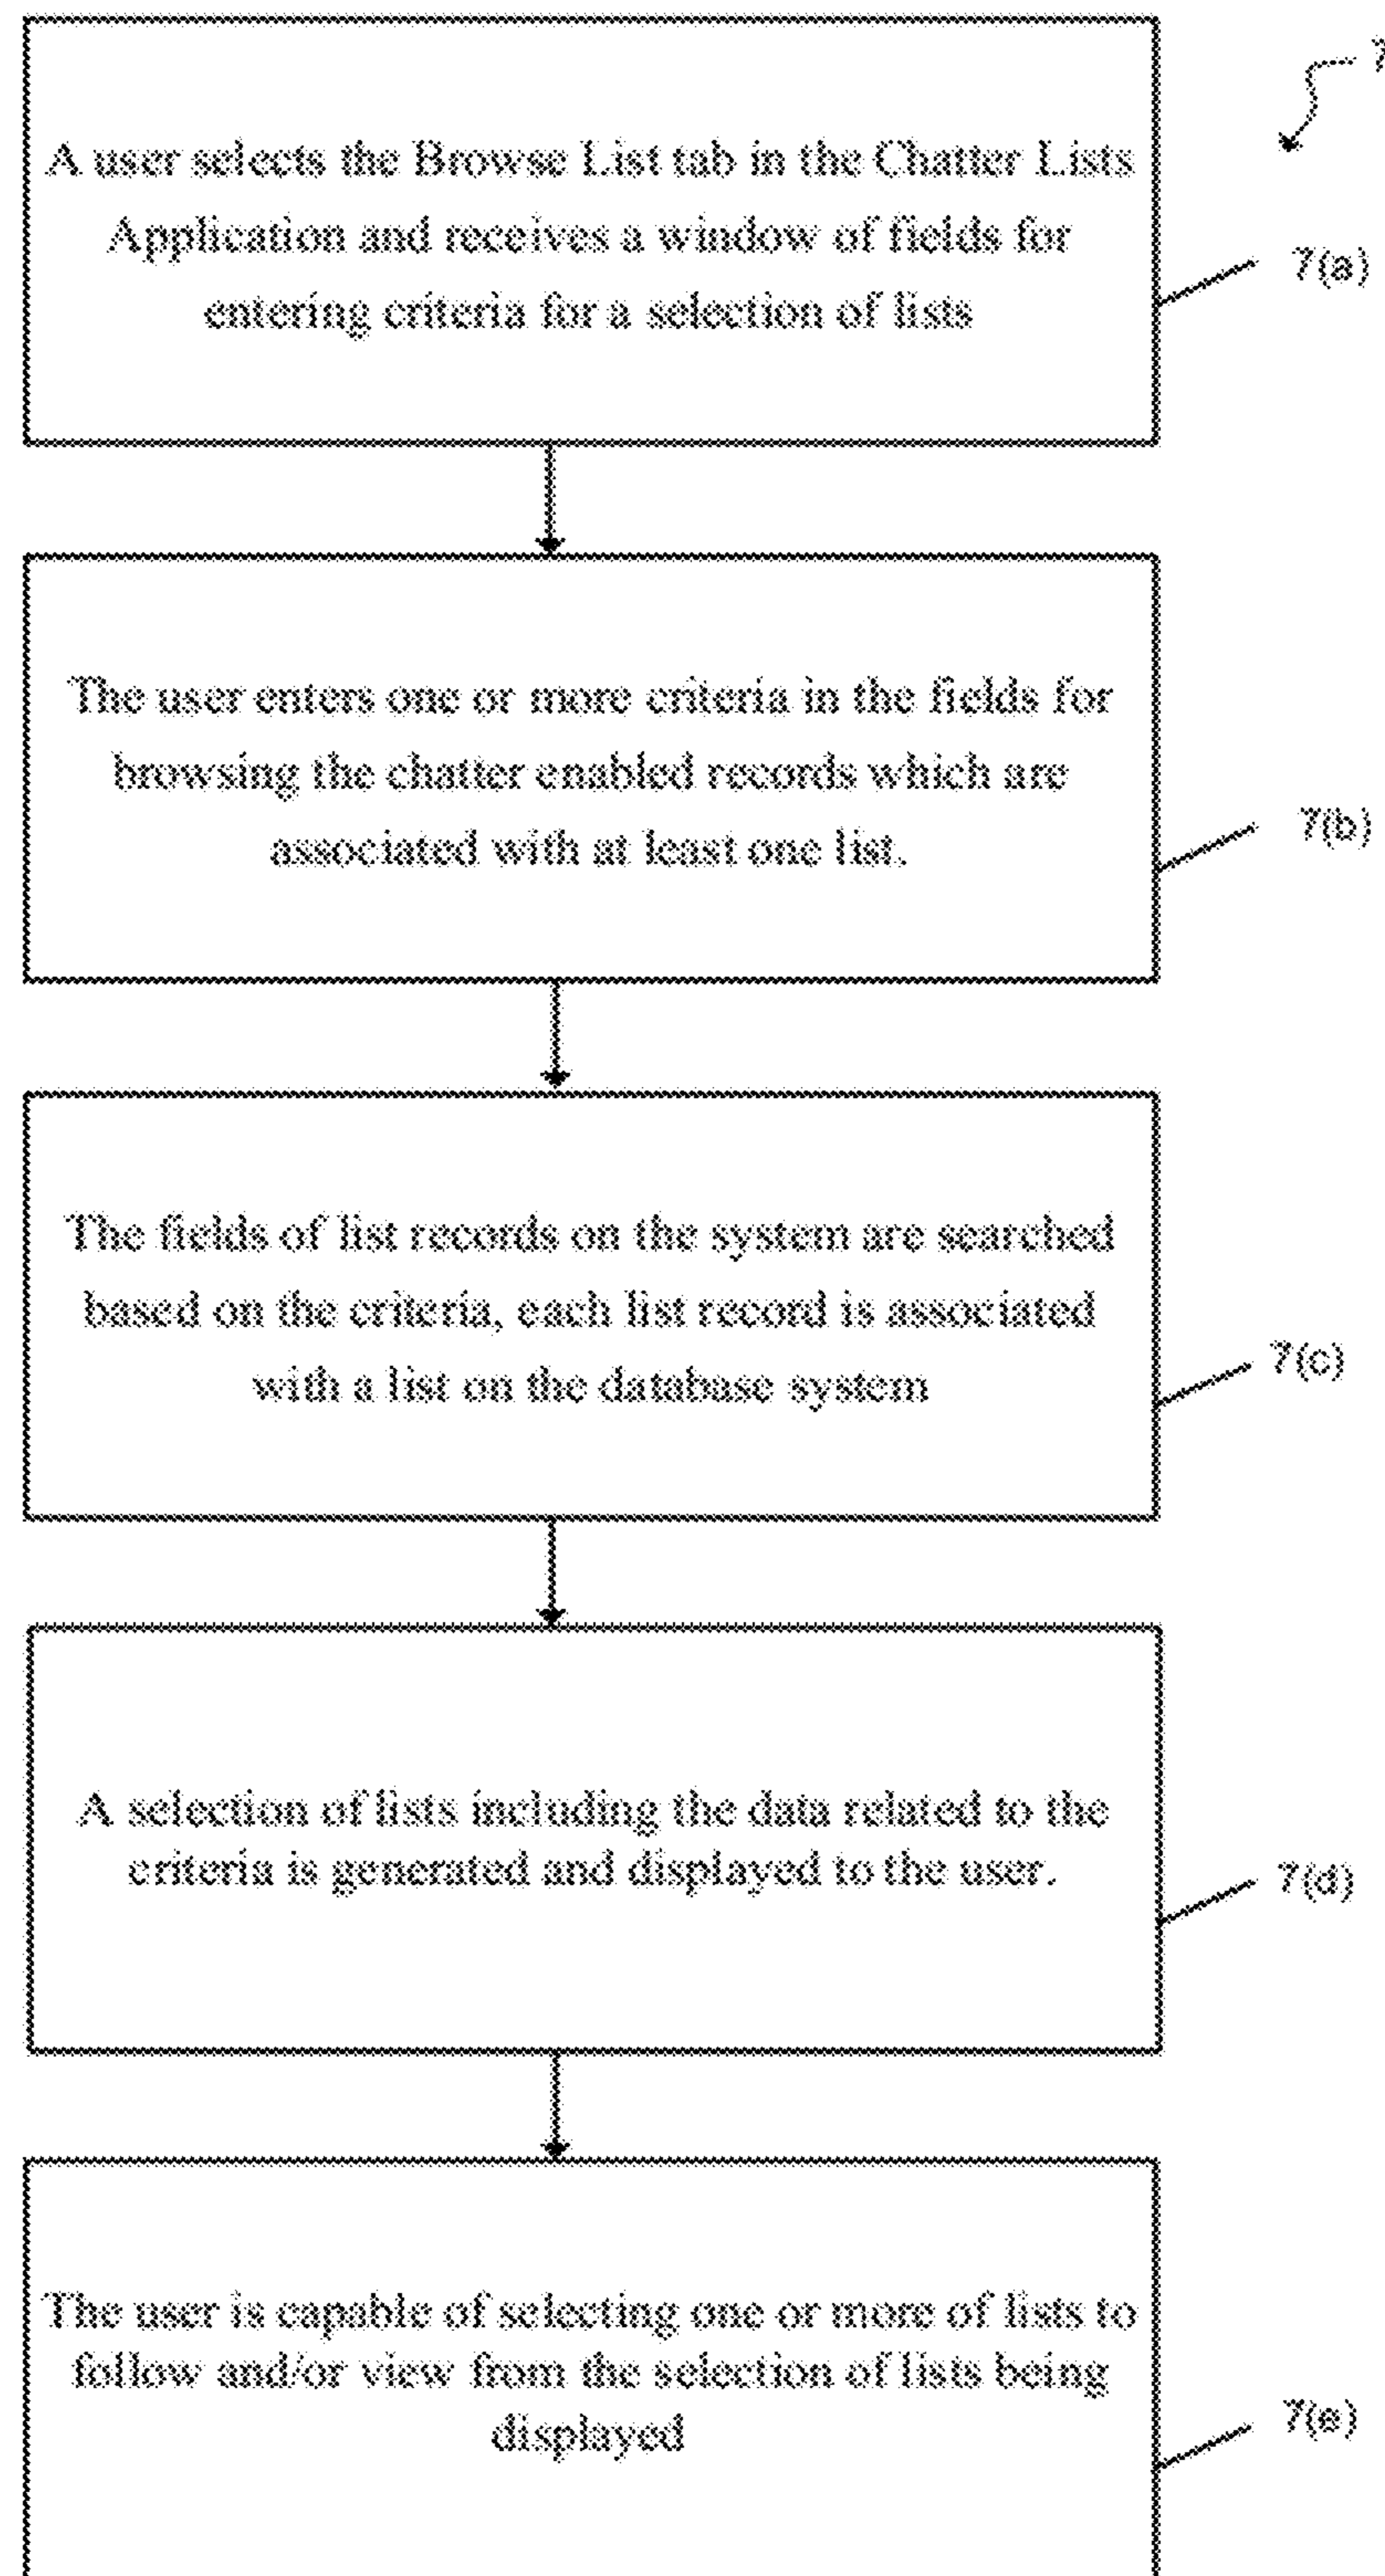 7
A user selects the Browse List tab in the Chatter Lists
Application and receives a window of fields for
entering criteria for a selection of lists
7(a)
The user enters one or more criteria in the fields for
browsing the chatter enabled records which are
associated with at least one list.
7(b)
The fields of list records on the system are searched
based on the criteria, each list record is associated
with a list on the database system
7(c)
A selection of lists including the data related to the
criteria is generated and displayed to the user.
7(d)
The user is capable of selecting one or more of lists to
follow and/or view from the selection of lists being
displayed
7(e)